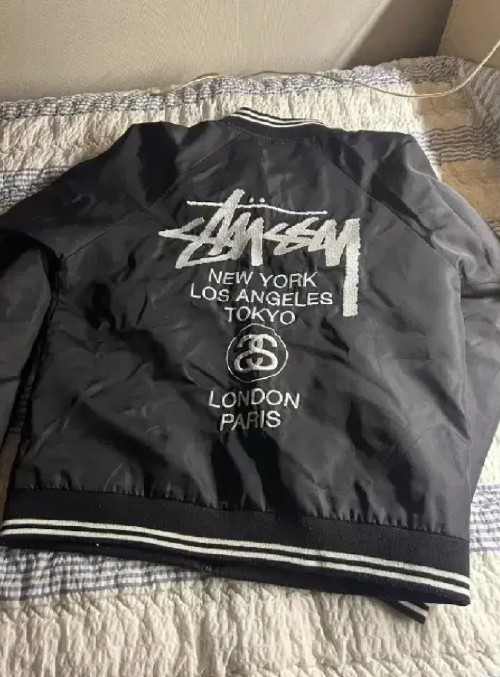 Stüssy
NEW YORK
LOS ANGELES
TOKYO
SS
LONDON
PARIS